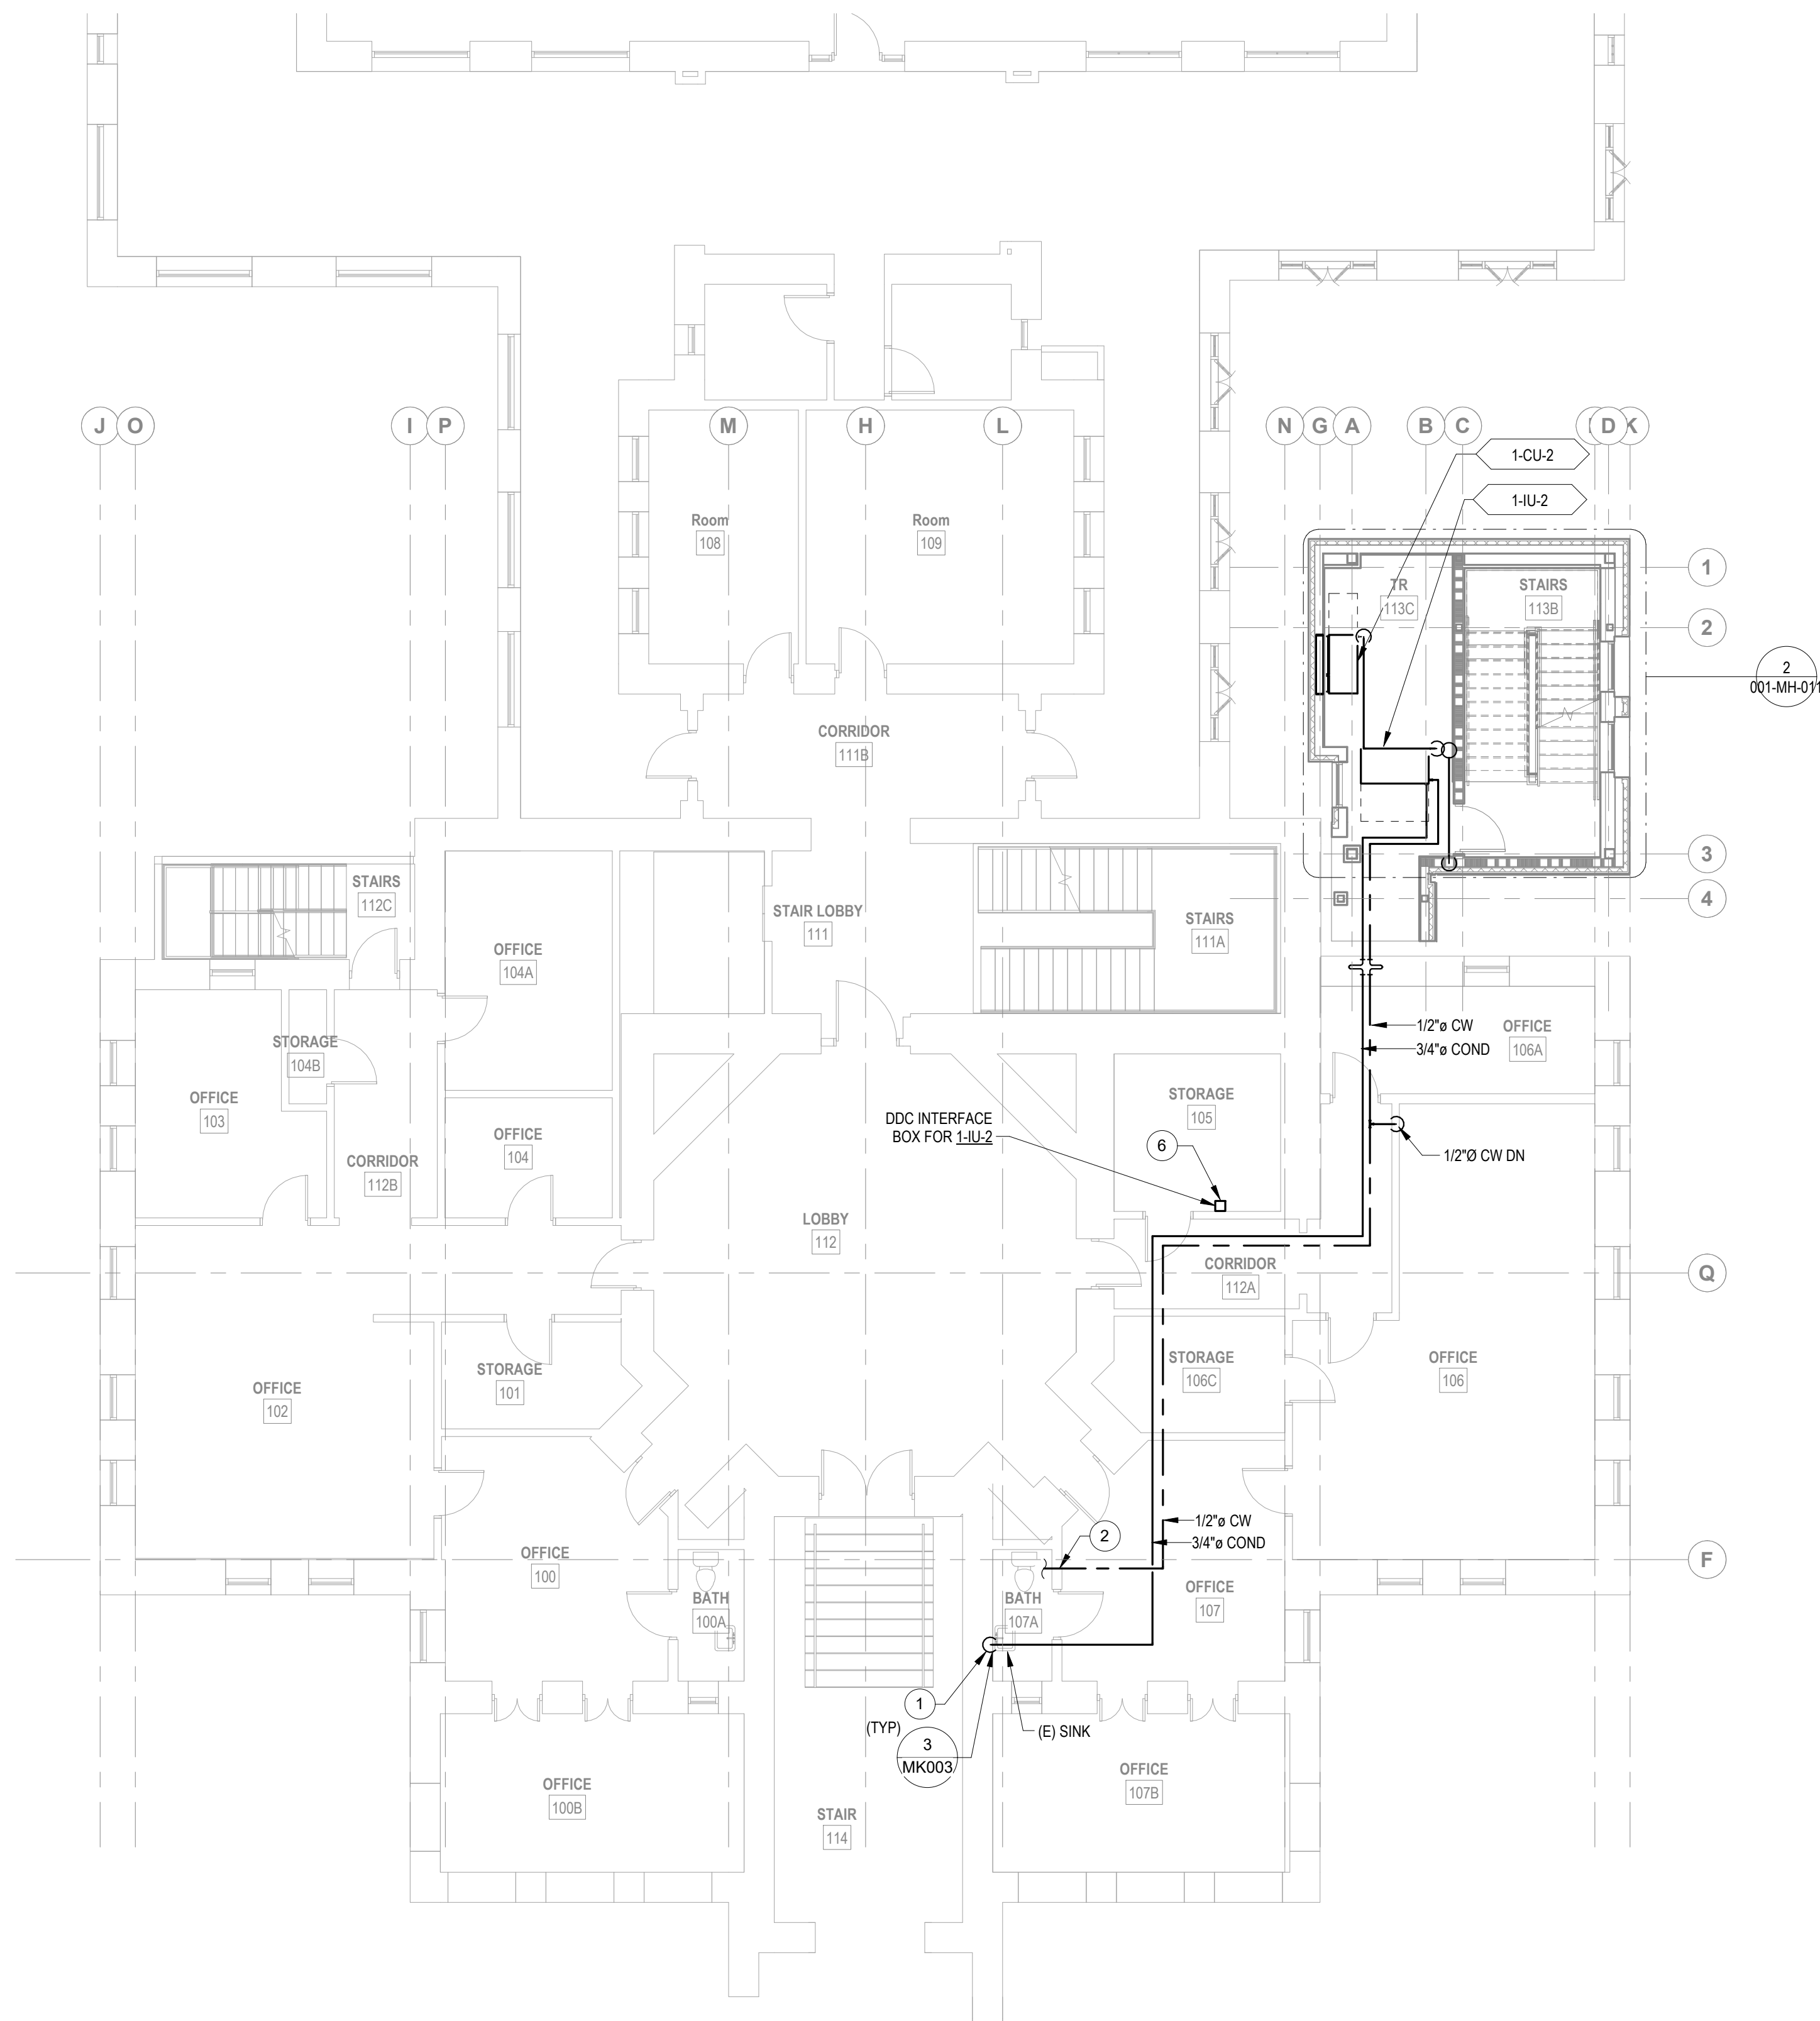 J
O
I
P
M
H
L
N
G
A
B
C
D
K
1-CU-2
1-IU-2
Room
108
Room
109
1
TR
113C
STAIRS
113B
2
2
001-MH-011
CORRIDOR
111B
3
STAIRS
112C
4
STAIR LOBBY
111
STAIRS
111A
OFFICE
104A
1/2"ø CW
3/4"ø COND
OFFICE
106A
STORAGE
104B
OFFICE
103
STORAGE
105
DDC INTERFACE
BOX FOR 1-IU-2
6
OFFICE
104
1/2"Ø CW DN
CORRIDOR
112B
LOBBY
112
CORRIDOR
112A
Q
STORAGE
101
STORAGE
106C
OFFICE
106
OFFICE
102
1/2"ø CW
3/4"ø COND
2
F
OFFICE
100
BATH
100A
BATH
107A
OFFICE
107
1
(TYP)
3
MK003
(E) SINK
OFFICE
100B
OFFICE
107B
STAIR
114